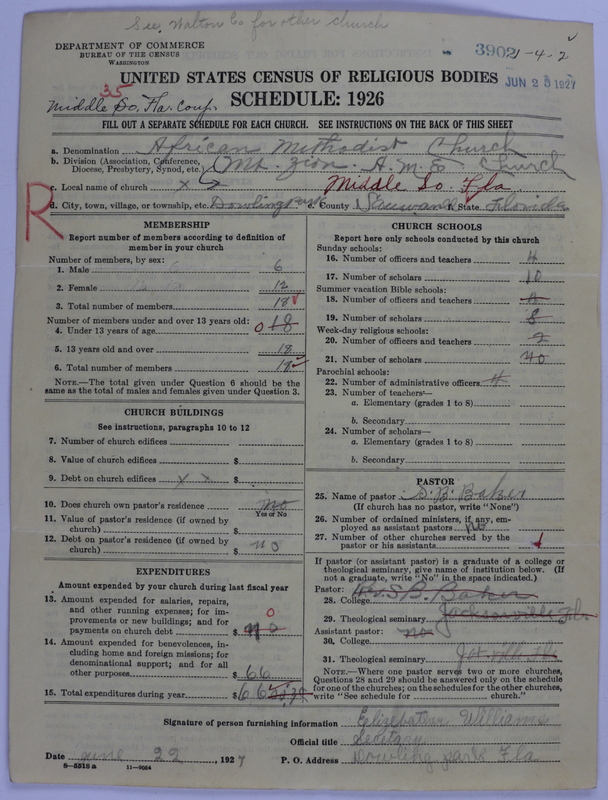 See Walton Co for other church
DEPARTMENT OF COMMERCE
BUREAU OF THE CENSUS
WASHINGTON
3902 1-4-2
UNITED STATES CENSUS OF RELIGIOUS BODIES
JUN 25 1927
35
Middle So. Fla. Conf.
SCHEDULE: 1926
FILL OUT A SEPARATE SCHEDULE FOR EACH CHURCH. SEE INSTRUCTIONS ON THE BACK OF THIS SHEET
a. Denomination African Methodist Church
b. Division (Association, Conference, Diocese, Presbytery, Synod, etc.) Mt. Zion A. M. E Church
c. Local name of church x Middle So. Fla.
R
d. City, town, village, or township, etc. Dowling Park e. County Suwanee f. State Florida
MEMBERSHIP
Report number of members according to definition of member in your church
Number of members, by sex:
1. Male 6
2. Female 12
3. Total number of members 18
Number of members under and over 13 years old:
4. Under 13 years of age 0 18
5. 13 years old and over 18
6. Total number of members 18
NOTE.—The total given under Question 6 should be the same as the total of males and females given under Question 3.
CHURCH BUILDINGS
See instructions, paragraphs 10 to 12
7. Number of church edifices
8. Value of church edifices $
9. Debt on church edifices x x $
10. Does church own pastor's residence no
Yes or No
11. Value of pastor's residence (if owned by church) $
12. Debt on pastor's residence (if owned by church) $ no
EXPENDITURES
Amount expended by your church during last fiscal year
13. Amount expended for salaries, repairs, and other running expenses; for improvements or new buildings; and for payments on church debt $ no 0
14. Amount expended for benevolences, including home and foreign missions; for denominational support; and for all other purposes $ 66
15. Total expenditures during year $ 66
CHURCH SCHOOLS
Report here only schools conducted by this church
Sunday schools:
16. Number of officers and teachers 4
17. Number of scholars 10
Summer vacation Bible schools:
18. Number of officers and teachers
19. Number of scholars 8
Week-day religious schools:
20. Number of officers and teachers 2
21. Number of scholars 40
Parochial schools:
22. Number of administrative officers 4
23. Number of teachers—
a. Elementary (grades 1 to 8)
b. Secondary
24. Number of scholars—
a. Elementary (grades 1 to 8)
b. Secondary
PASTOR
25. Name of pastor S. B. Baker
(If church has no pastor, write "None")
26. Number of ordained ministers, if any, employed as assistant pastors no
27. Number of other churches served by the pastor or his assistants 1
If pastor (or assistant pastor) is a graduate of a college or theological seminary, give name of institution below. (If not a graduate, write "No" in the space indicated.)
Pastor: Rev S B. Baker
28. College
29. Theological seminary Jacksonville Fla.
Assistant pastor: no
30. College
31. Theological seminary
NOTE.—Where one pastor serves two or more churches, Questions 28 and 29 should be answered only on the schedule for one of the churches; on the schedules for the other churches, write "See schedule for church."
Signature of person furnishing information Elizabather Williams
Official title Secretary
Date June 22, 1927 P. O. Address Dowling park Fla
8—5518 a 11—9054